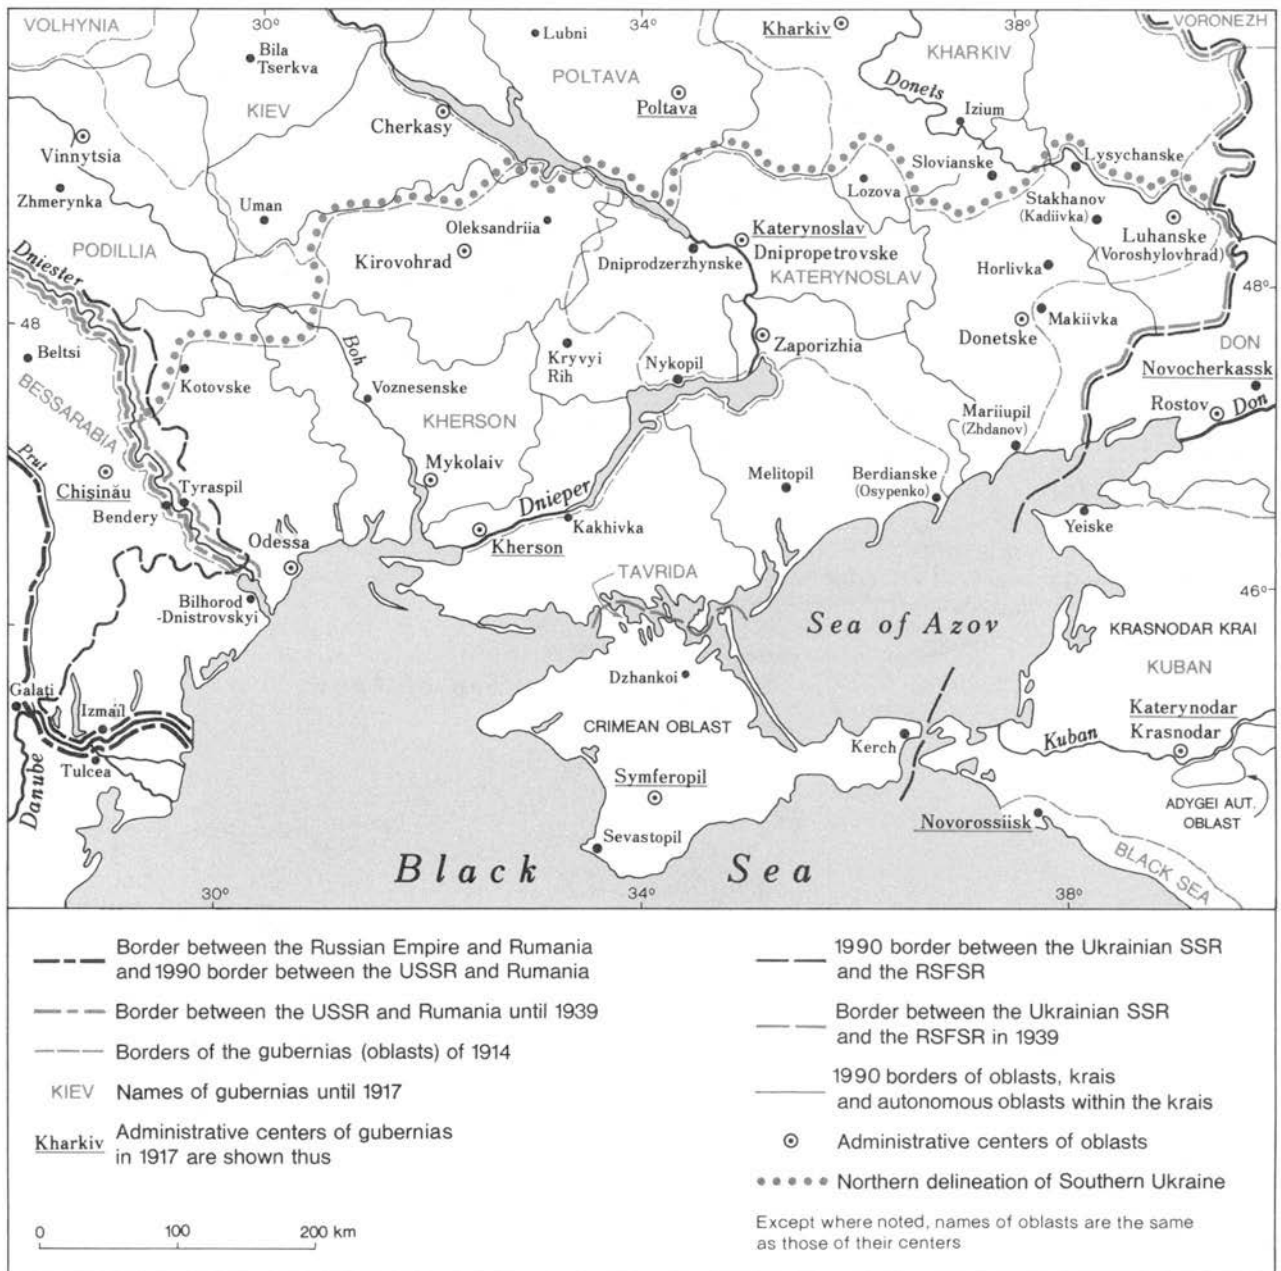 VOLHYNIA
30°
34°
38°
VORONEZH
Lubni
Kharkiv
KHARKIV
Bila
Tserkva
POLTAVA
Donets
KIEV
Poltava
Izium
Cherkasy
Vinnytsia
Slovianske
Lysychanske
Zhmerynka
Uman
Lozova
Stakhanov
(Kadiivka)
Oleksandriia
Katerynoslav
Dnipropetrovske
Luhanske
(Voroshylovhrad)
PODILLIA
Dniester
Kirovohrad
Dniprodzerzhynske
KATERYNOSLAV
Horlivka
48°
48
Beltsi
Boh
Kryvyi
Rih
Zaporizhia
Donetske
Makiivka
DON
Kotovske
Voznesenske
Nykopil
Novocherkassk
BESSARABIA
KHERSON
Mariiupil
(Zhdanov)
Rostov
Don
Prut
Chişinău
Mykolaiv
Melitopil
Berdianske
(Osypenko)
Tyraspil
Bendery
Dnieper
Kakhivka
Yeiske
Odessa
Kherson
TAVRIDA
46°
Bilhorod
-Dnistrovskyi
Sea of Azov
KRASNODAR KRAI
Dzhankoi
KUBAN
Galați
Izmaïl
CRIMEAN OBLAST
Katerynodar
Krasnodar
Kerch
Kuban
Tulcea
Danube
Symferopil
ADYGEI AUT.
OBLAST
Novorossiisk
Sevastopil
BLACK SEA
Black Sea
30°
34°
38°
Border between the Russian Empire and Rumania
and 1990 border between the USSR and Rumania
Border between the USSR and Rumania until 1939
Borders of the gubernias (oblasts) of 1914
KIEV Names of gubernias until 1917
Kharkiv Administrative centers of gubernias
in 1917 are shown thus
0 100 200 km
1990 border between the Ukrainian SSR
and the RSFSR
Border between the Ukrainian SSR
and the RSFSR in 1939
1990 borders of oblasts, krais
and autonomous oblasts within the krais
Administrative centers of oblasts
Northern delineation of Southern Ukraine
Except where noted, names of oblasts are the same
as those of their centers